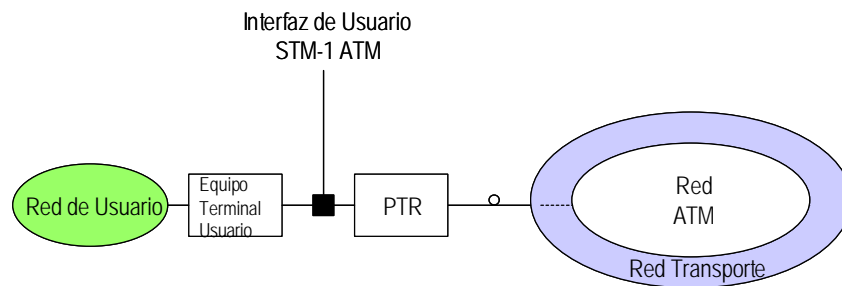 Interfaz de Usuario
STM-1 ATM
Red de Usuario
Equipo
Terminal
Usuario
PTR
Red
ATM
Red Transporte